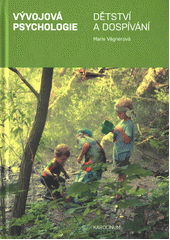 VÝVOJOVÁ
PSYCHOLOGIE
DĚTSTVÍ
A DOSPÍVÁNÍ
Marie Vágnerová
KAROLINUM